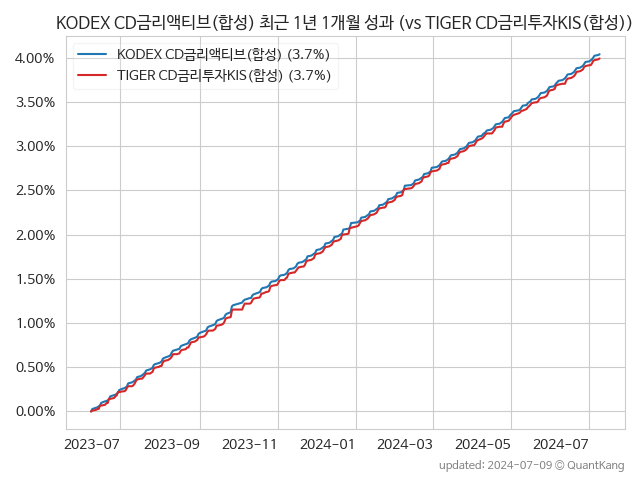 KODEX CD금리액티브(합성) 최근 1년 1개월 성과 (vs TIGER CD금리투자KIS(합성))
KODEX CD금리액티브(합성) (3.7%)
TIGER CD금리투자KIS(합성) (3.7%)
4.00%
3.50%
3.00%
2.50%
2.00%
1.50%
1.00%
0.50%
0.00%
2023-07 2023-09 2023-11 2024-01 2024-03 2024-05 2024-07
updated: 2024-07-09 © QuantKang